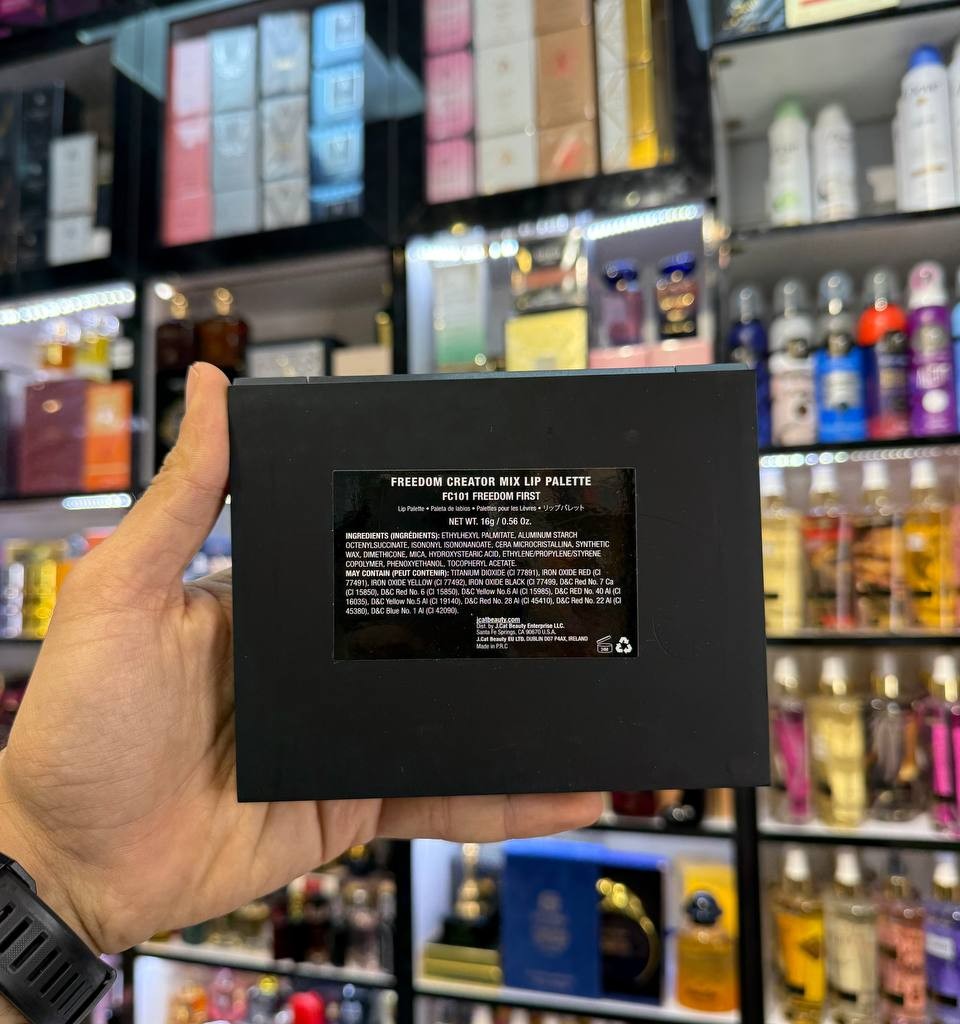 FREEDOM CREATOR MIX LIP PALETTE
FC101 FREEDOM FIRST
Lip Palette • Paleta de labios • Palettes pour les Lèvres • リップパレット
NET WT. 16g / 0.56 Oz.
INGREDIENTS (INGRÉDIENTS): ETHYLHEXYL PALMITATE, ALUMINUM STARCH
OCTENYLSUCCINATE, ISONONYL ISONONANOATE, CERA MICROCRISTALLINA, SYNTHETIC
WAX, DIMETHICONE, MICA, HYDROXYSTEARIC ACID, ETHYLENE/PROPYLENE/STYRENE
COPOLYMER, PHENOXYETHANOL, TOCOPHERYL ACETATE.
MAY CONTAIN (PEUT CONTENIR): TITANIUM DIOXIDE (CI 77891), IRON OXIDE RED (CI
77491), IRON OXIDE YELLOW (CI 77492), IRON OXIDE BLACK (CI 77499, D&C Red No. 7 Ca
(CI 15850), D&C Red No. 6 (CI 15850), D&C Yellow No.6 Al (CI 15985), D&C RED No. 40 Al (CI
16035), D&C Yellow No.5 Al (CI 19140), D&C Red No. 28 Al (CI 45410), D&C Red No. 22 Al (CI
45380), D&C Blue No. 1 Al (CI 42090).
jcatbeauty.com
Dist. by J.Cat Beauty Enterprise LLC.
Santa Fe Springs, CA 90670 U.S.A.
J.Cat Beauty EU LTD. DUBLIN D07 P4AX, IRELAND
Made in P.R.C
24M